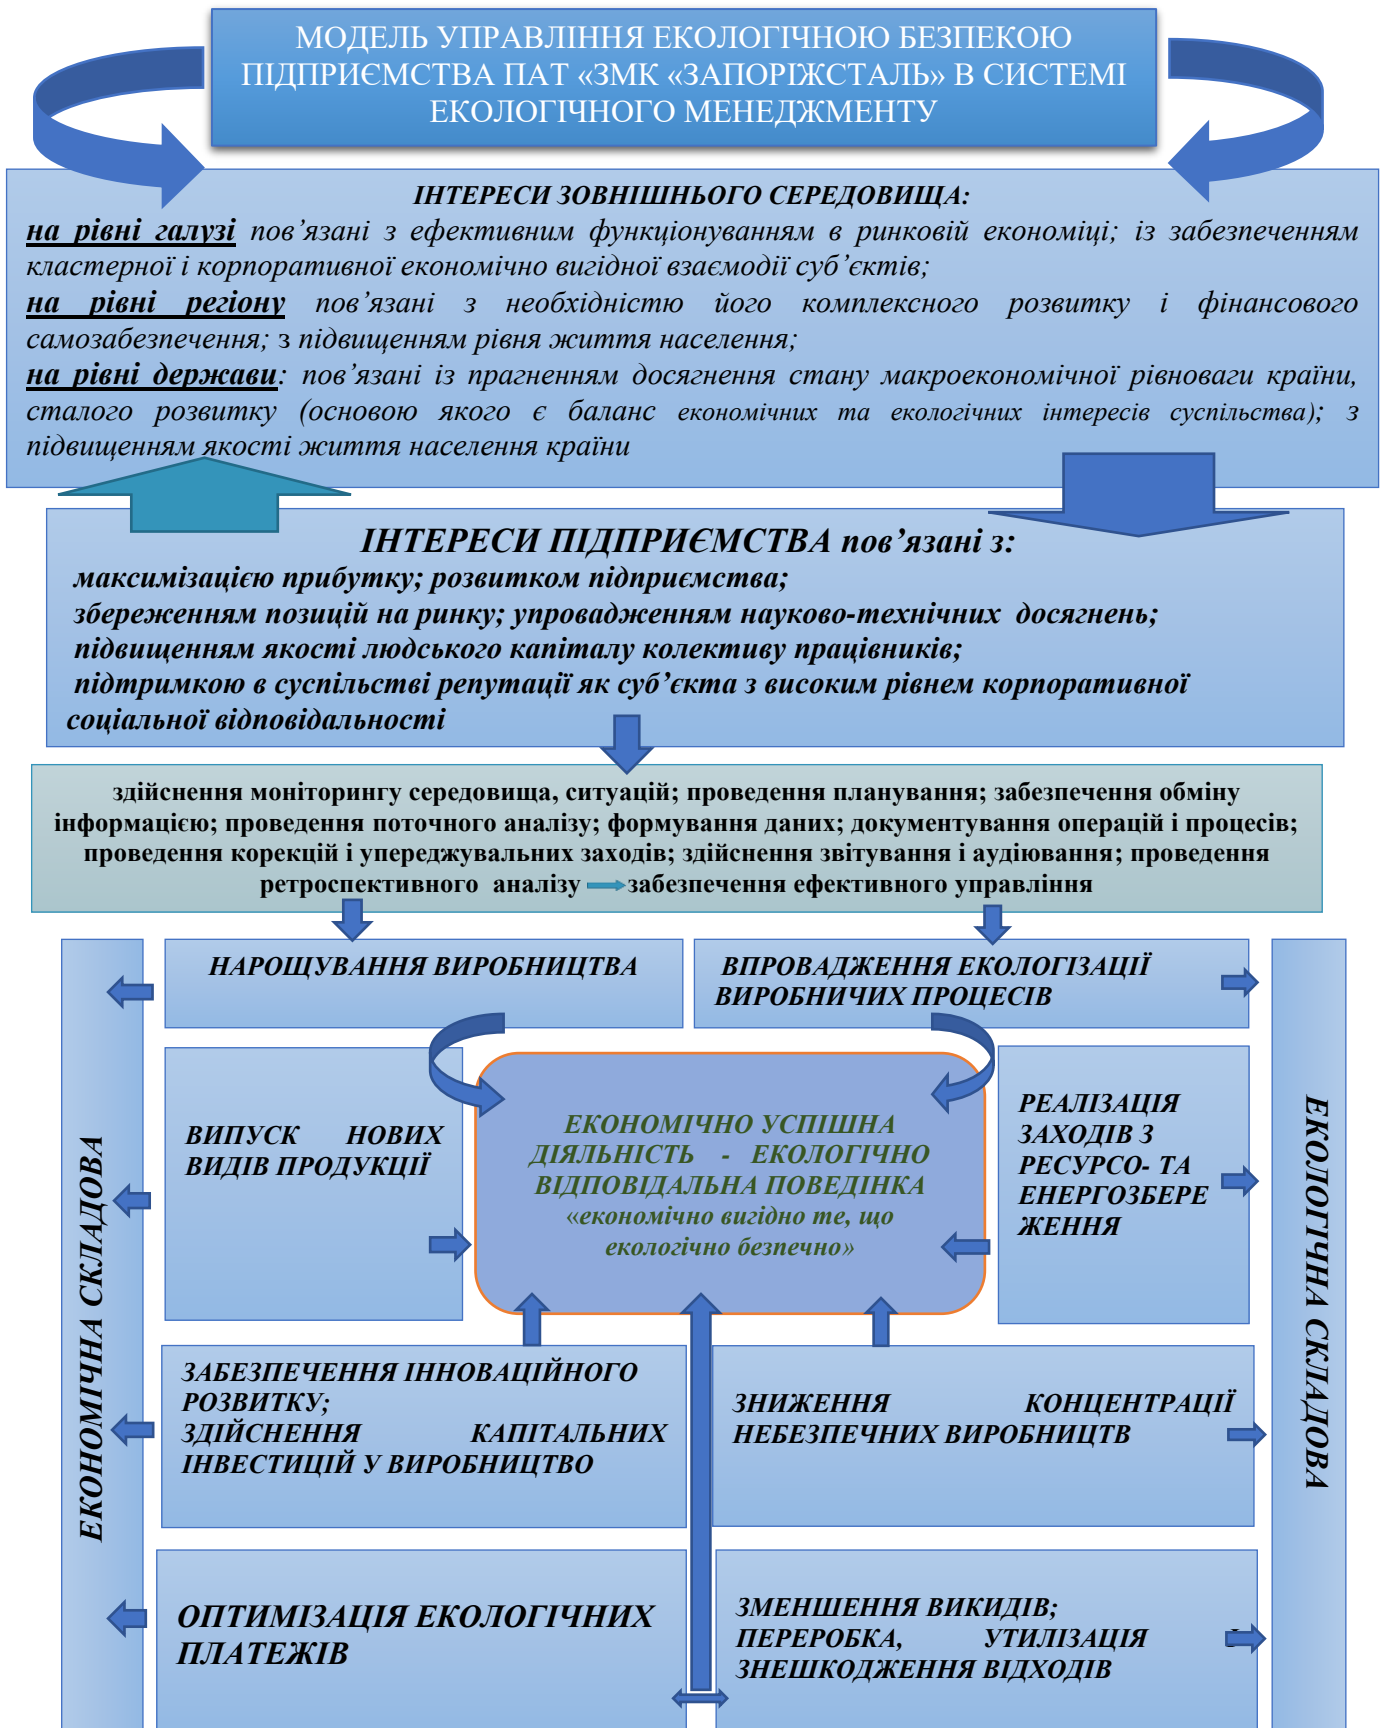 МОДЕЛЬ УПРАВЛІННЯ ЕКОЛОГІЧНОЮ БЕЗПЕКОЮ
ПІДПРИЄМСТВА ПАТ «ЗМК «ЗАПОРІЖСТАЛЬ» В СИСТЕМІ
ЕКОЛОГІЧНОГО МЕНЕДЖМЕНТУ
ІНТЕРЕСИ ЗОВНІШНЬОГО СЕРЕДОВИЩА:
на рівні галузі пов’язані з ефективним функціонуванням в ринковій економіці; із забезпеченням
кластерної і корпоративної економічно вигідної взаємодії суб’єктів;
на рівні регіону пов’язані з необхідністю його комплексного розвитку і фінансового
самозабезпечення; з підвищенням рівня життя населення;
на рівні держави: пов’язані із прагненням досягнення стану макроекономічної рівноваги країни,
сталого розвитку (основою якого є баланс економічних та екологічних інтересів суспільства); з
підвищенням якості життя населення країни
ІНТЕРЕСИ ПІДПРИЄМСТВА пов’язані з:
максимізацією прибутку; розвитком підприємства;
збереженням позицій на ринку; упровадженням науково-технічних досягнень;
підвищенням якості людського капіталу колективу працівників;
підтримкою в суспільстві репутації як суб’єкта з високим рівнем корпоративної
соціальної відповідальності
здійснення моніторингу середовища, ситуацій; проведення планування; забезпечення обміну
інформацією; проведення поточного аналізу; формування даних; документування операцій і процесів;
проведення корекцій і упереджувальних заходів; здійснення звітування і аудіювання; проведення
ретроспективного аналізу забезпечення ефективного управління
ЕКОНОМІЧНА СКЛАДОВА
НАРОЩУВАННЯ ВИРОБНИЦТВА
ВПРОВАДЖЕННЯ ЕКОЛОГІЗАЦІЇ
ВИРОБНИЧИХ ПРОЦЕСІВ
ЕКОЛОГІЧНА СКЛАДОВА
ВИПУСК НОВИХ
ВИДІВ ПРОДУКЦІЇ
ЕКОНОМІЧНО УСПІШНА
ДІЯЛЬНІСТЬ - ЕКОЛОГІЧНО
ВІДПОВІДАЛЬНА ПОВЕДІНКА
«економічно вигідно те, що
екологічно безпечно»
РЕАЛІЗАЦІЯ
ЗАХОДІВ З
РЕСУРСО- ТА
ЕНЕРГОЗБЕРЕ
ЖЕННЯ
ЗАБЕЗПЕЧЕННЯ ІННОВАЦІЙНОГО
РОЗВИТКУ;
ЗДІЙСНЕННЯ КАПІТАЛЬНИХ
ІНВЕСТИЦІЙ У ВИРОБНИЦТВО
ЗНИЖЕННЯ КОНЦЕНТРАЦІЇ
НЕБЕЗПЕЧНИХ ВИРОБНИЦТВ
ОПТИМІЗАЦІЯ ЕКОЛОГІЧНИХ
ПЛАТЕЖІВ
ЗМЕНШЕННЯ ВИКИДІВ;
ПЕРЕРОБКА, УТИЛІЗАЦІЯ
ЗНЕШКОДЖЕННЯ ВІДХОДІВ